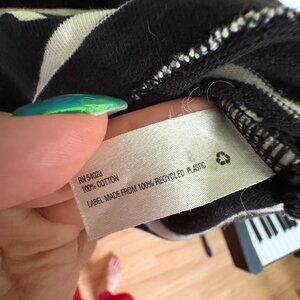 RN 54023
100% COTTON
LABEL MADE FROM 100% RECYCLED PLASTIC